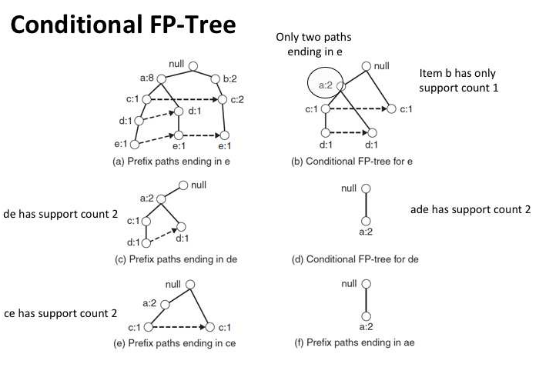 Conditional FP-Tree
Only two paths
ending in e
null
a:8
b:2
c:1
c:2
d:1
d:1
e:1
e:1
e:1
(a) Prefix paths ending in e
null
a:2
c:1
c:1
d:1
d:1
(b) Conditional FP-tree for e
Item b has only
support count 1
de has support count 2
null
a:2
c:1
d:1
d:1
(c) Prefix paths ending in de
null
a:2
(d) Conditional FP-tree for de
ade has support count 2
ce has support count 2
null
a:2
c:1
c:1
(e) Prefix paths ending in ce
null
a:2
(f) Prefix paths ending in ae